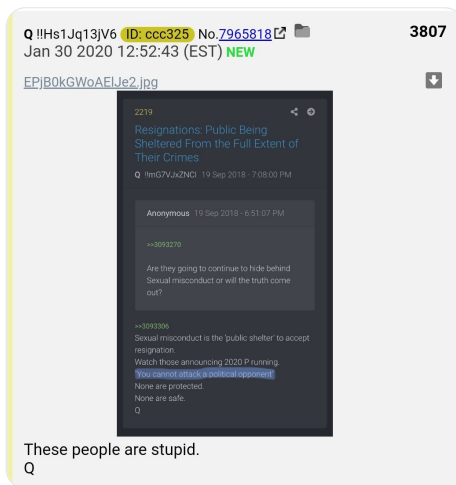 Q !!Hs1Jq13jV6 ID: ccc325 No.7965818 3807
Jan 30 2020 12:52:43 (EST) NEW
EPjB0kGWoAElJe2.jpg
2219
Resignations: Public Being
Sheltered From the Full Extent of
Their Crimes
Q !!mG7VJxZNCI 19 Sep 2018 - 7:08:00 PM
Anonymous 19 Sep 2018 - 6:51:07 PM
>>3093270
Are they going to continue to hide behind
Sexual misconduct or will the truth come
out?
>>3093306
Sexual misconduct is the 'public shelter' to accept
resignation.
Watch those announcing 2020 P running.
'You cannot attack a political opponent'
None are protected.
None are safe.
Q
These people are stupid.
Q